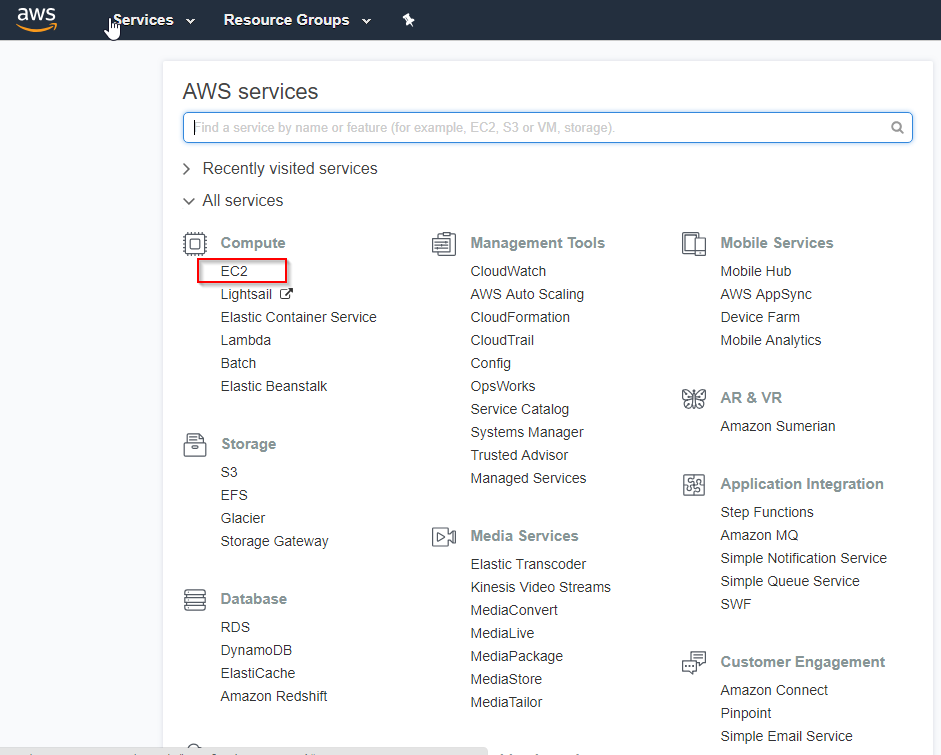 aws Services Resource Groups
AWS services
Find a service by name or feature (for example, EC2, S3 or VM, storage).
Recently visited services
All services
Compute
EC2
Lightsail
Elastic Container Service
Lambda
Batch
Elastic Beanstalk
Storage
S3
EFS
Glacier
Storage Gateway
Database
RDS
DynamoDB
ElastiCache
Amazon Redshift
Management Tools
CloudWatch
AWS Auto Scaling
CloudFormation
CloudTrail
Config
OpsWorks
Service Catalog
Systems Manager
Trusted Advisor
Managed Services
Media Services
Elastic Transcoder
Kinesis Video Streams
MediaConvert
MediaLive
MediaPackage
MediaStore
MediaTailor
Mobile Services
Mobile Hub
AWS AppSync
Device Farm
Mobile Analytics
AR & VR
Amazon Sumerian
Application Integration
Step Functions
Amazon MQ
Simple Notification Service
Simple Queue Service
SWF
Customer Engagement
Amazon Connect
Pinpoint
Simple Email Service